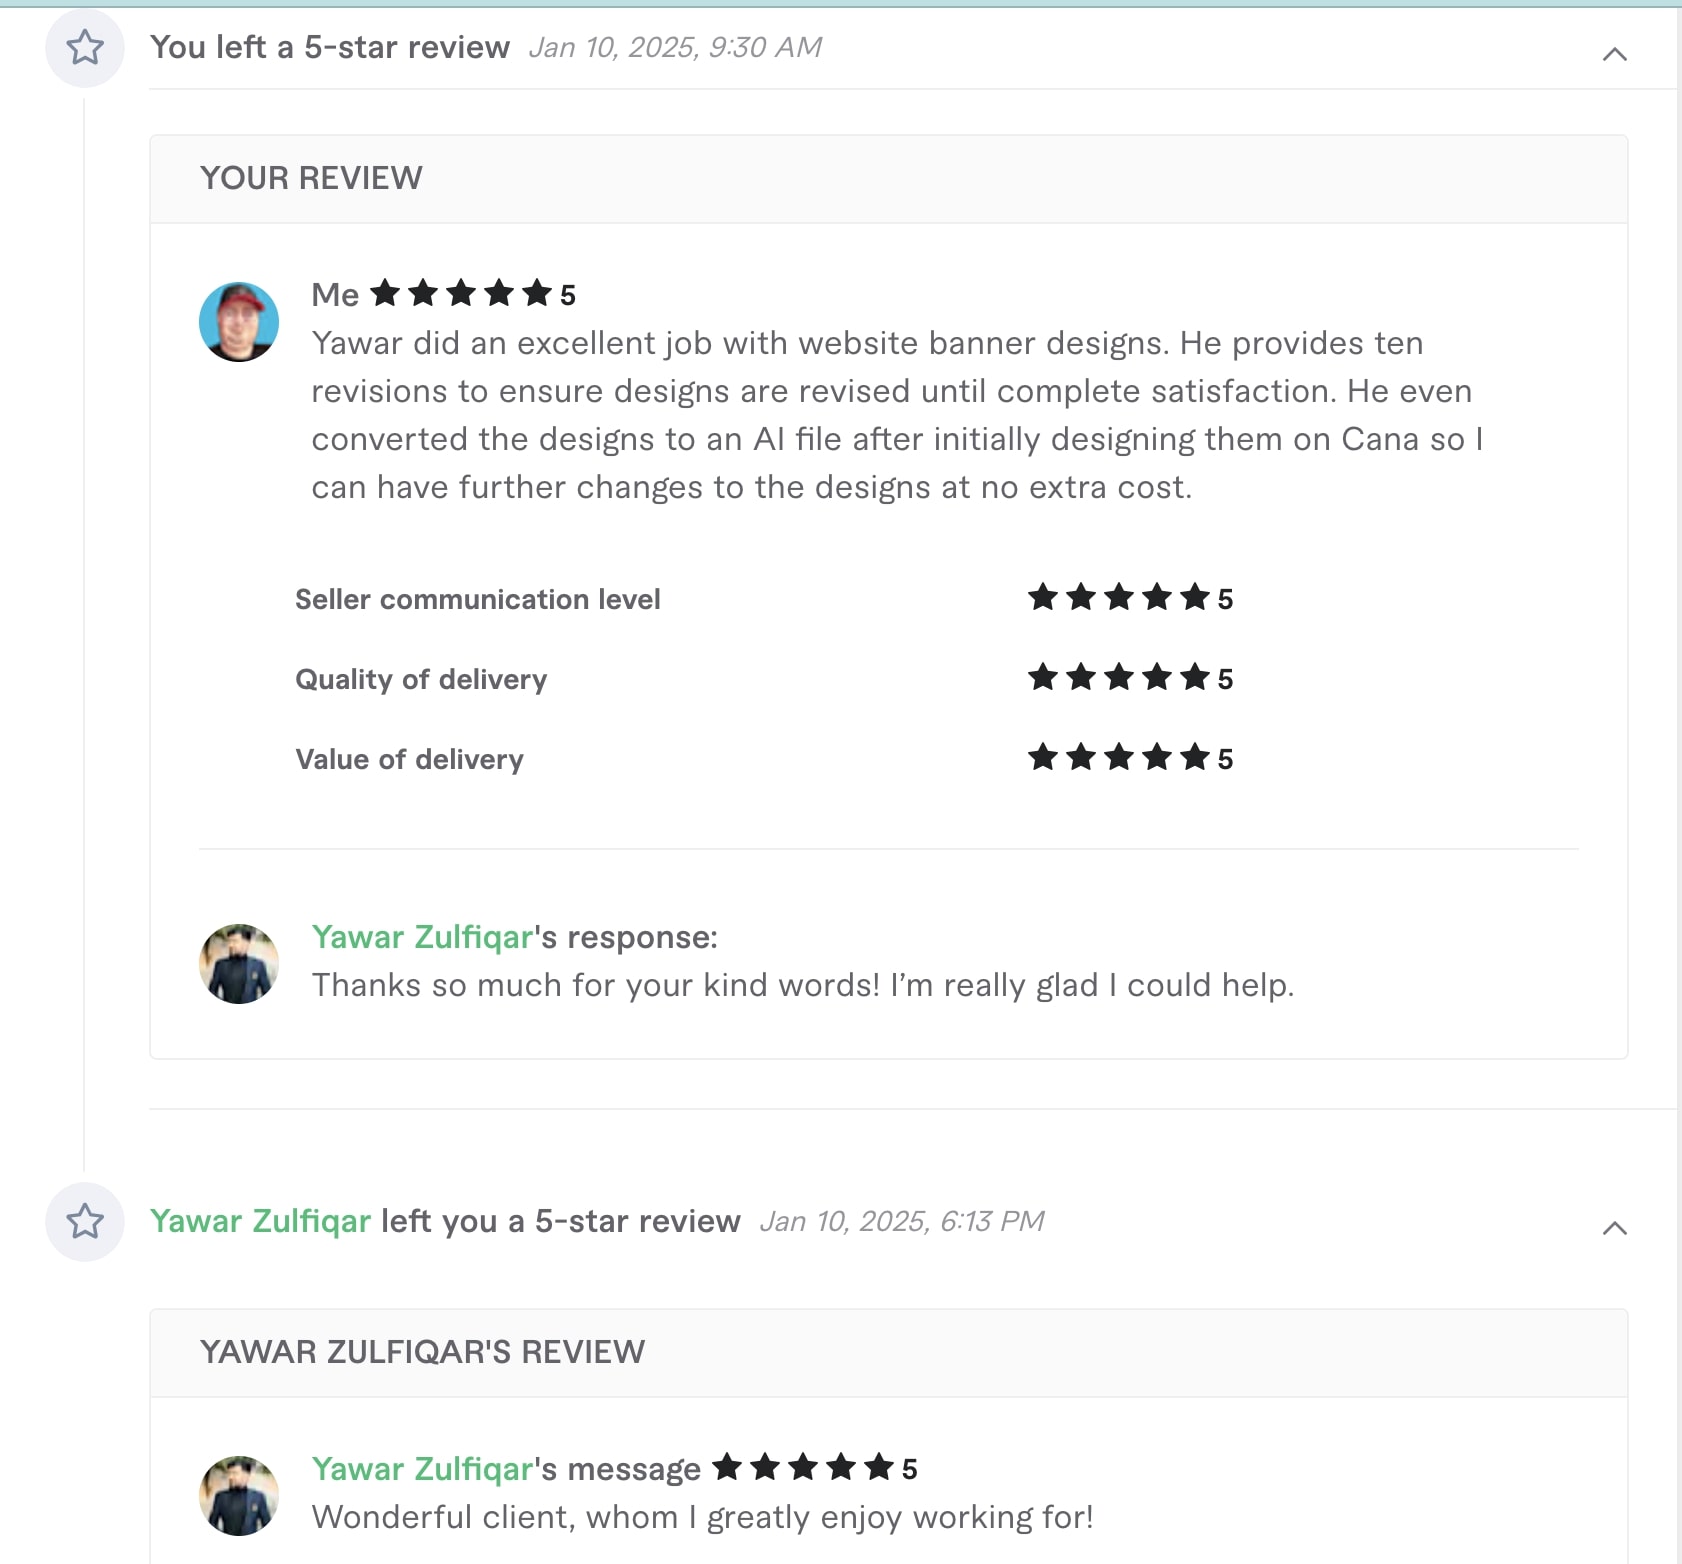 You left a 5-star review Jan 10, 2025, 9:30 AM
YOUR REVIEW
Me ★★★★★ 5
Yawar did an excellent job with website banner designs. He provides ten
revisions to ensure designs are revised until complete satisfaction. He even
converted the designs to an AI file after initially designing them on Cana so I
can have further changes to the designs at no extra cost.
Seller communication level ★★★★★ 5
Quality of delivery ★★★★★ 5
Value of delivery ★★★★★ 5
Yawar Zulfiqar's response:
Thanks so much for your kind words! I’m really glad I could help.
Yawar Zulfiqar left you a 5-star review Jan 10, 2025, 6:13 PM
YAWAR ZULFIQAR'S REVIEW
Yawar Zulfiqar's message ★★★★★ 5
Wonderful client, whom I greatly enjoy working for!